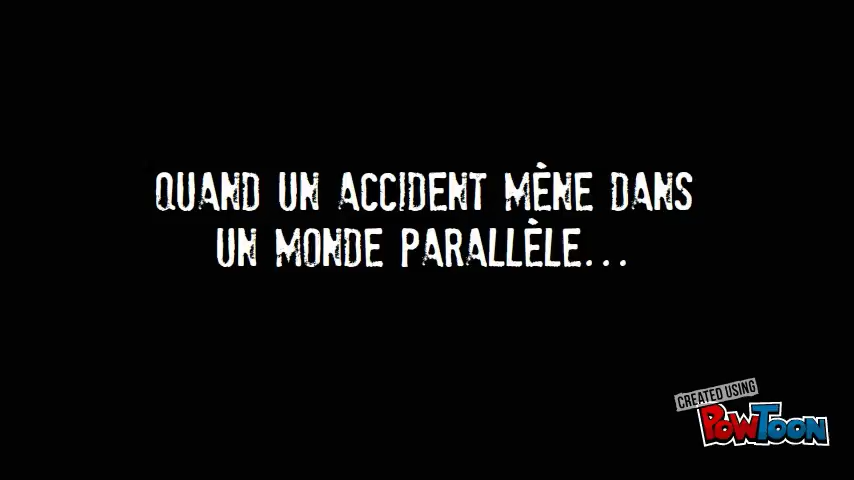 QUAND UN ACCIDENT MÈNE DANS
UN MONDE PARALLÈLE...
CREATED USING
POWTOON